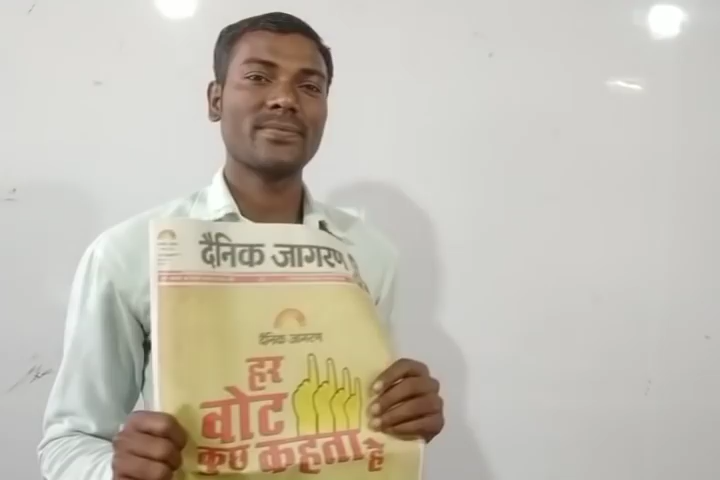 दैनिक जागरण
दैनिक जागरण
हर
वोट
कुछ कहता है